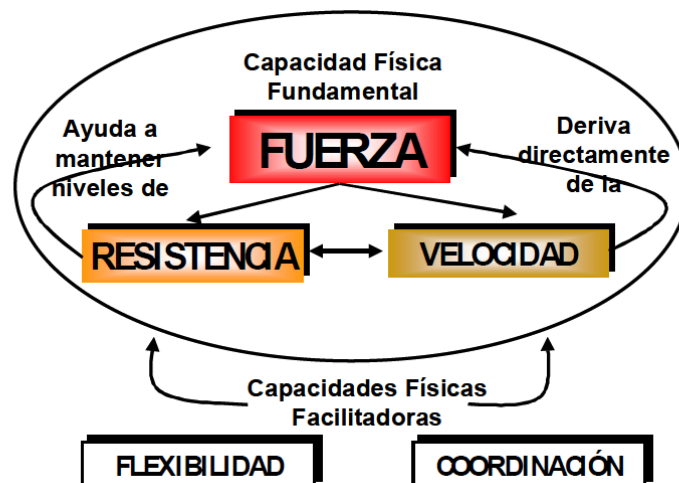 Capacidad Física
Fundamental
FUERZA
Ayuda a
mantener
niveles de
Deriva
directamente
de la
RESISTENCIA
VELOCIDAD
Capacidades Físicas
Facilitadoras
FLEXIBILIDAD
COORDINACIÓN